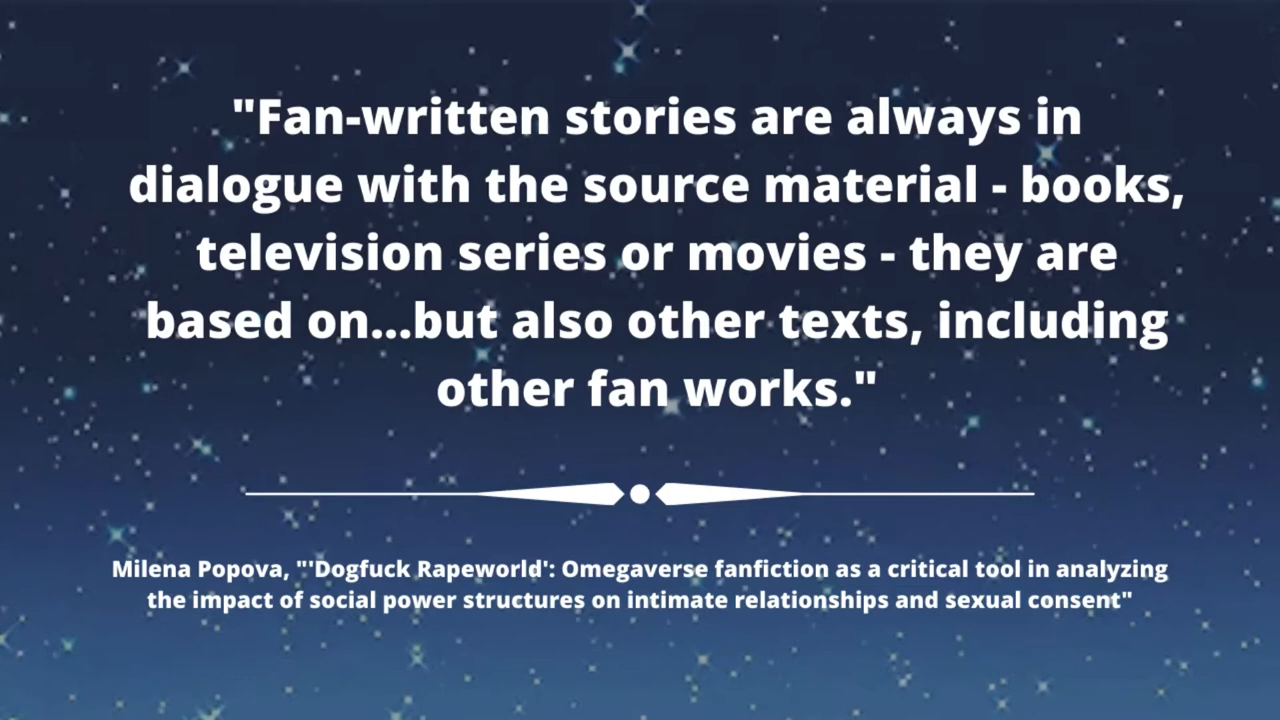 "Fan-written stories are always in
dialogue with the source material - books,
television series or movies - they are
based on...but also other texts, including
other fan works."
Milena Popova, "'Dogfuck Rapeworld': Omegaverse fanfiction as a critical tool in analyzing
the impact of social power structures on intimate relationships and sexual consent"